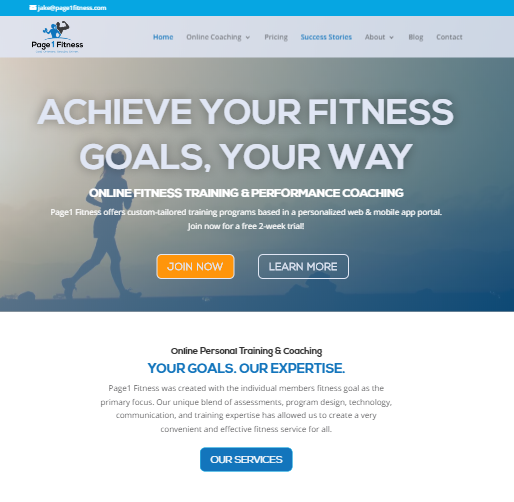 jake@page1fitness.com
Page1 Fitness
Home Online Coaching Pricing Success Stories About Blog Contact
ACHIEVE YOUR FITNESS
GOALS, YOUR WAY
ONLINE FITNESS TRAINING & PERFORMANCE COACHING
Page1 Fitness offers custom-tailored training programs based in a personalized web & mobile app portal.
Join now for a free 2-week trial!
JOIN NOW LEARN MORE
Online Personal Training & Coaching
YOUR GOALS. OUR EXPERTISE.
Page1 Fitness was created with the individual members fitness goal as the
primary focus. Our unique blend of assessments, program design, technology,
communication, and training expertise has allowed us to create a very
convenient and effective fitness service for all.
OUR SERVICES